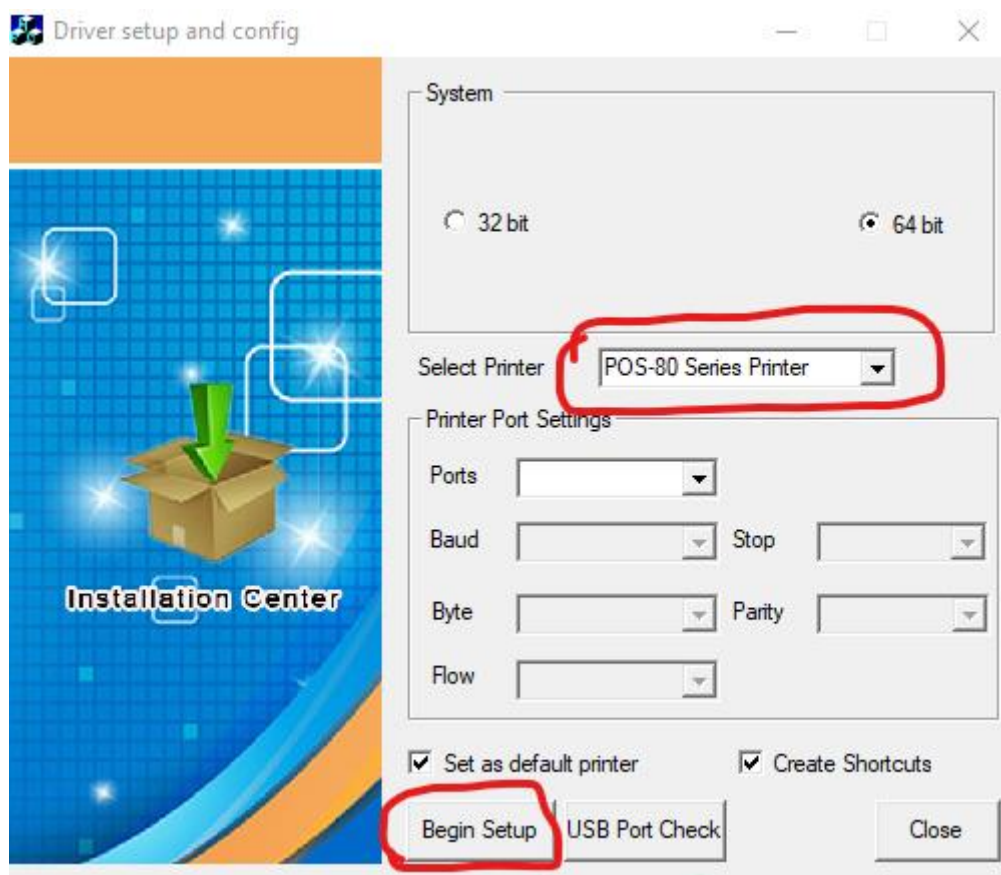 Driver setup and config
System
32 bit
64 bit
Select Printer
POS-80 Series Printer
Printer Port Settings
Ports
Baud
Stop
Byte
Parity
Flow
Set as default printer
Create Shortcuts
Begin Setup
USB Port Check
Close
Installation Center